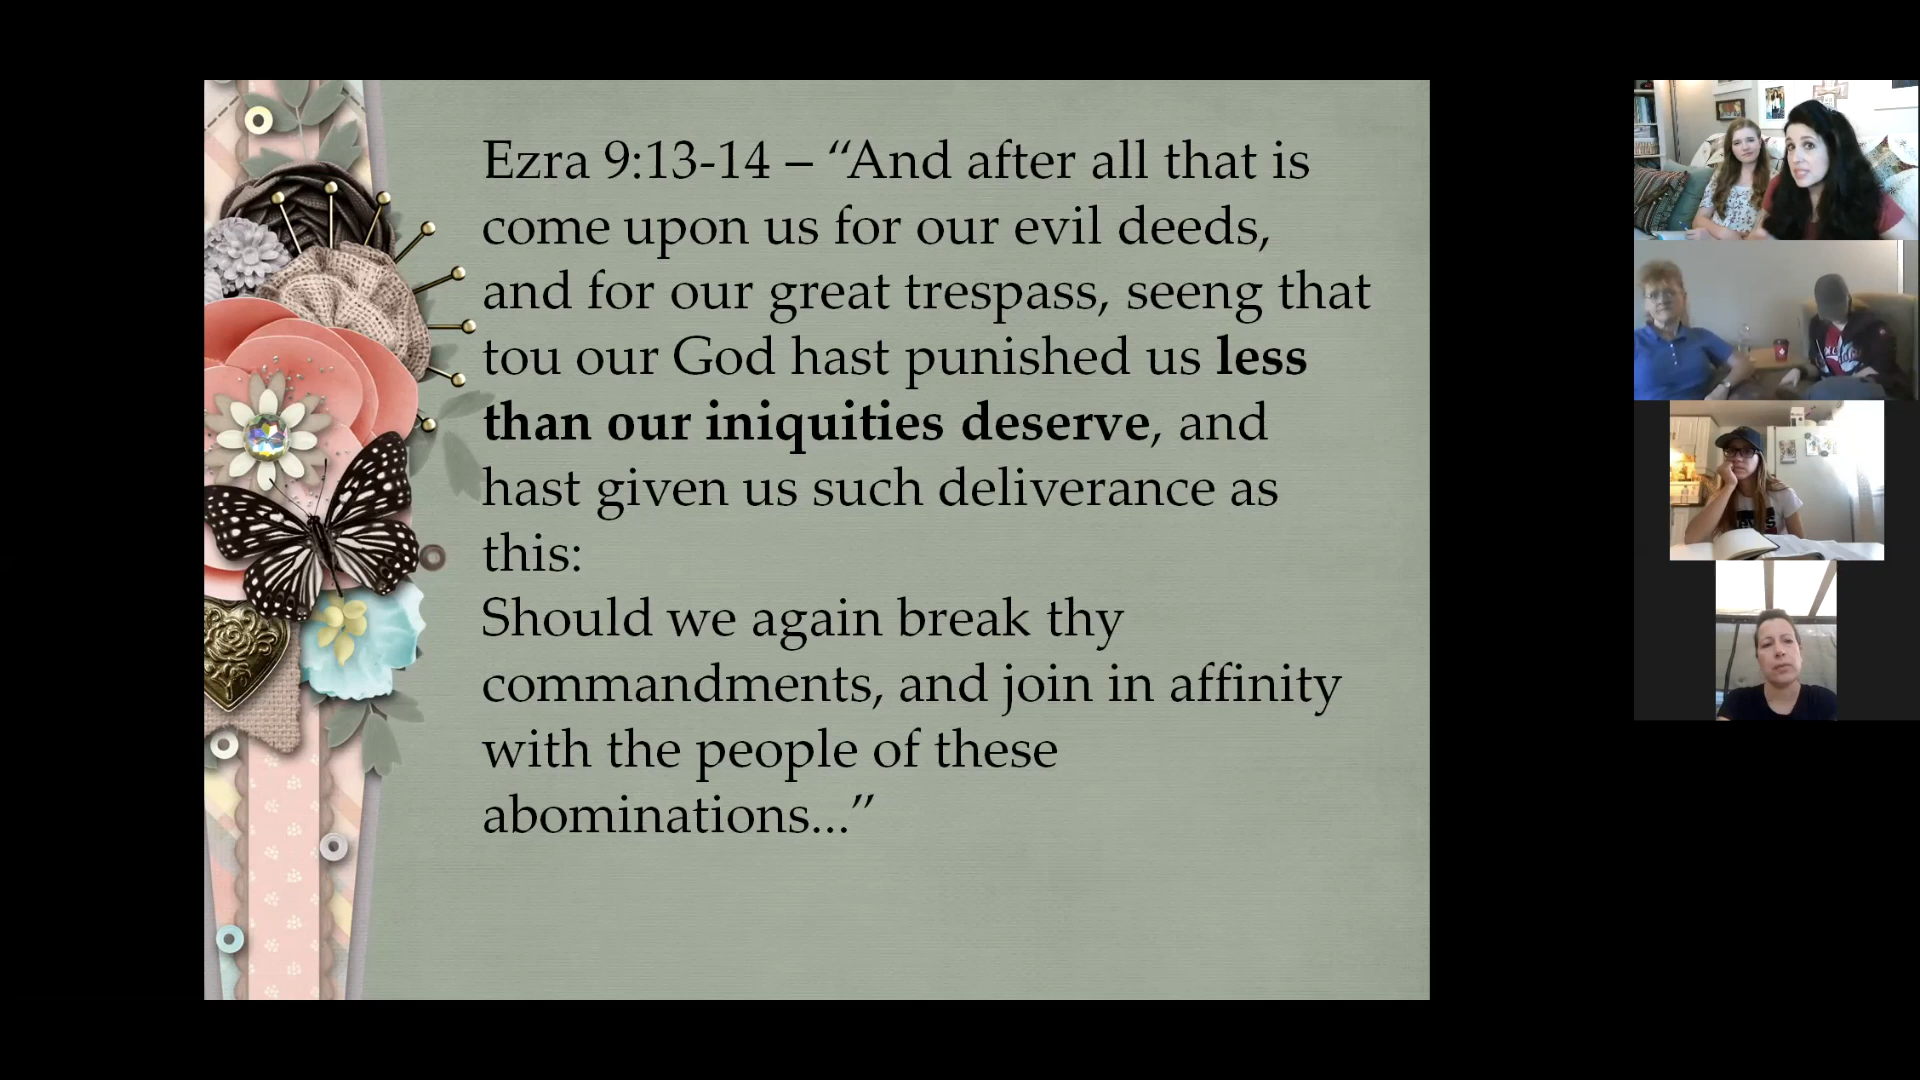 Ezra 9:13-14 – “And after all that is
come upon us for our evil deeds,
and for our great trespass, seeng that
tou our God hast punished us less
than our iniquities deserve, and
hast given us such deliverance as
this:
Should we again break thy
commandments, and join in affinity
with the people of these
abominations...”